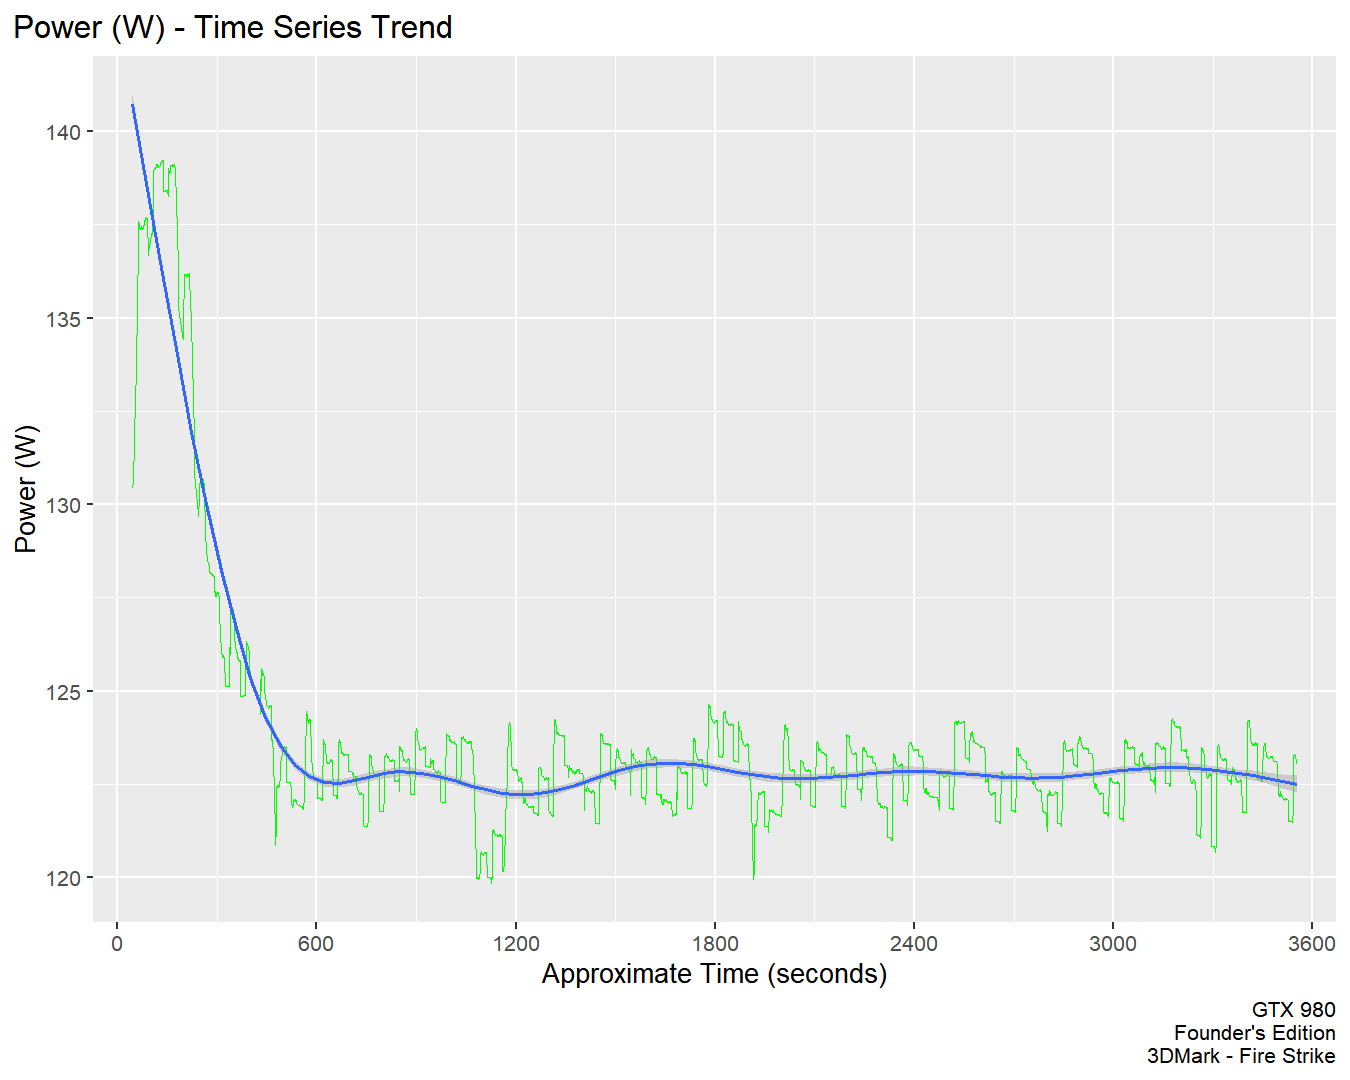 Power (W) - Time Series Trend
Power (W)
140
135
130
125
120
0 600 1200 1800 2400 3000 3600
Approximate Time (seconds)
GTX 980
Founder's Edition
3DMark - Fire Strike